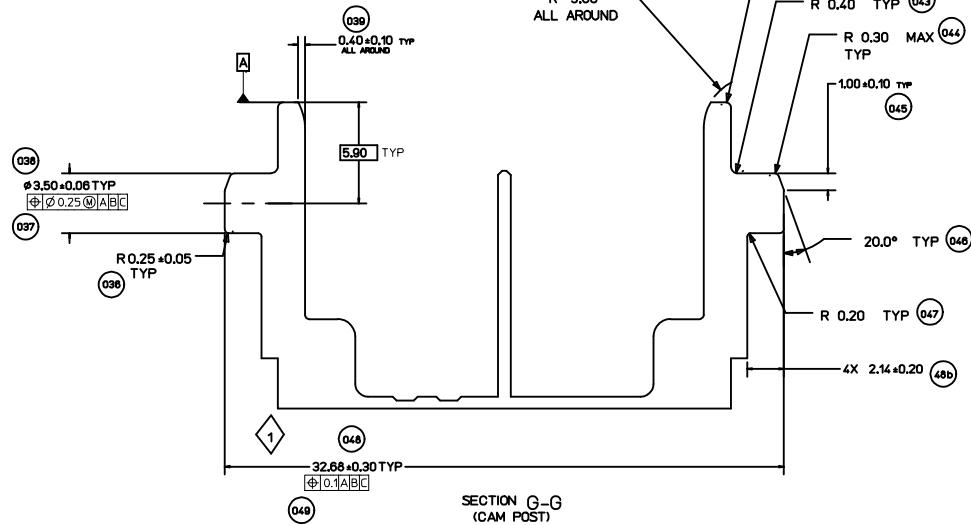 039
0.40±0.10 TYP
ALL AROUND
A
ALL AROUND
R 0.40 TYP 043
R 0.30 MAX 044
TYP
1.00±0.10 TYP
045
5.90 TYP
038
Ø3.50±0.06 TYP
⌖ Ø 0.25 Ⓜ A B C
037
R 0.25 ±0.05
TYP
036
20.0° TYP 046
R 0.20 TYP 047
4X 2.14±0.20 48b
1
048
32.68±0.30 TYP
⌖ 0.1 A B C
049
SECTION G-G
(CAM POST)